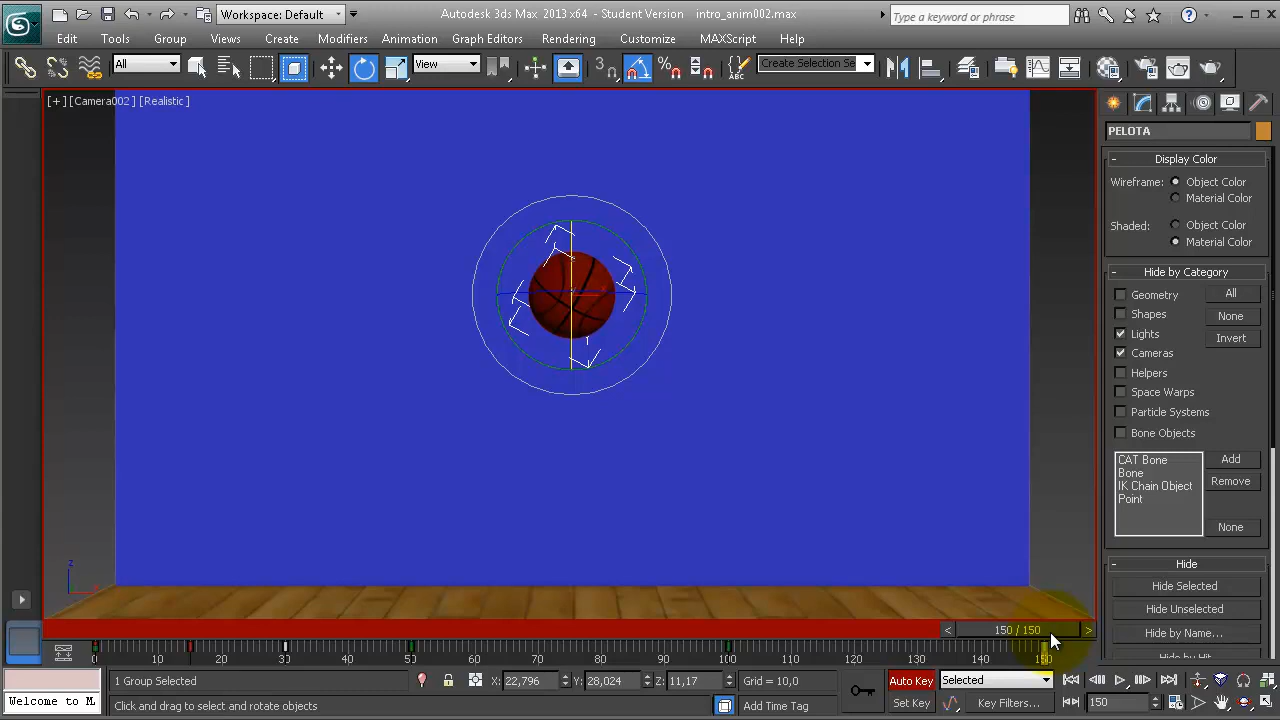 Workspace: Default
Autodesk 3ds Max 2013 x64 - Student Version intro_anim002.max
Type a keyword or phrase
Edit Tools Group Views Create Modifiers Animation Graph Editors Rendering Customize MAXScript Help
All View 3 Create Selection Se
[+] [Camera002] [Realistic]
PELOTA
- Display Color
Wireframe: Object Color
Material Color
Shaded: Object Color
Material Color
- Hide by Category
Geometry All
Shapes None
Lights Invert
Cameras
Helpers
Space Warps
Particle Systems
Bone Objects
CAT Bone Add
Bone
IK Chain Object Remove
Point
None
- Hide
Hide Selected
Hide Unselected
Hide by Name...
Hide by Hit
z
< 150 / 150 >
0 10 20 30 40 50 60 70 80 90 100 110 120 130 140 150
1 Group Selected X: 22,796 Y: 28,024 Z: 11,17 Grid = 10,0 Auto Key Selected
Welcome to M Click and drag to select and rotate objects Add Time Tag Set Key Key Filters... 150